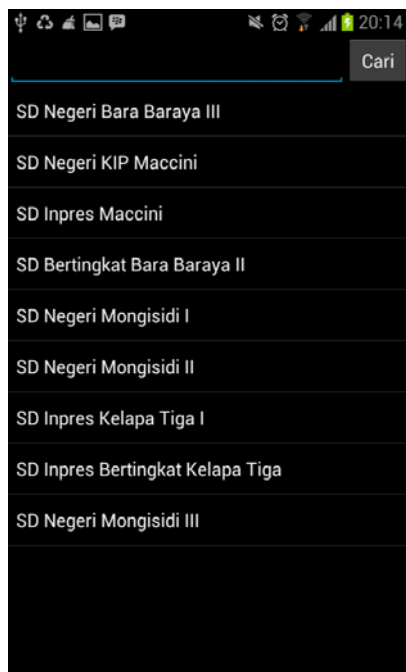 20:14
Cari
SD Negeri Bara Baraya III
SD Negeri KIP Maccini
SD Inpres Maccini
SD Bertingkat Bara Baraya II
SD Negeri Mongisidi I
SD Negeri Mongisidi II
SD Inpres Kelapa Tiga I
SD Inpres Bertingkat Kelapa Tiga
SD Negeri Mongisidi III